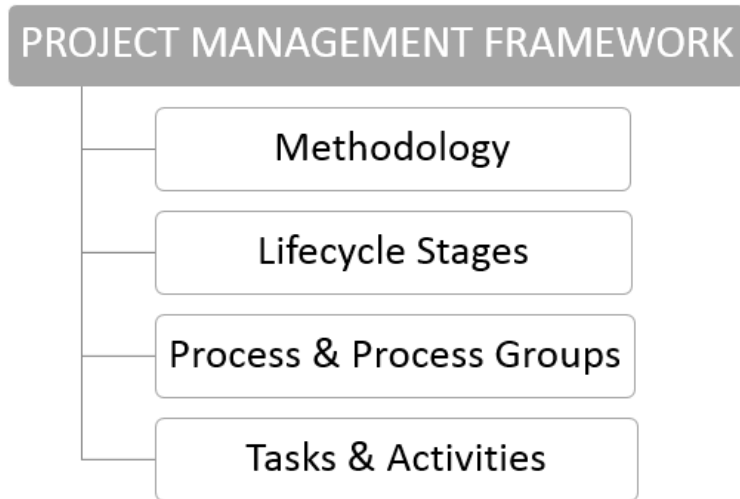 PROJECT MANAGEMENT FRAMEWORK
Methodology
Lifecycle Stages
Process & Process Groups
Tasks & Activities